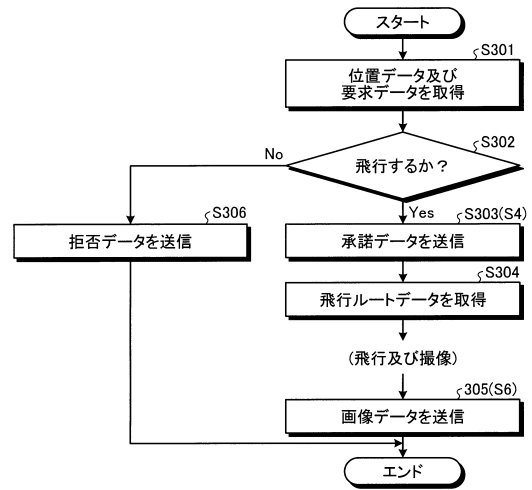 スタート
S301
位置データ及び
要求データを取得
S302
飛行するか？
No
Yes
S306
拒否データを送信
S303(S4)
承諾データを送信
S304
飛行ルートデータを取得
(飛行及び撮像)
305(S6)
画像データを送信
エンド